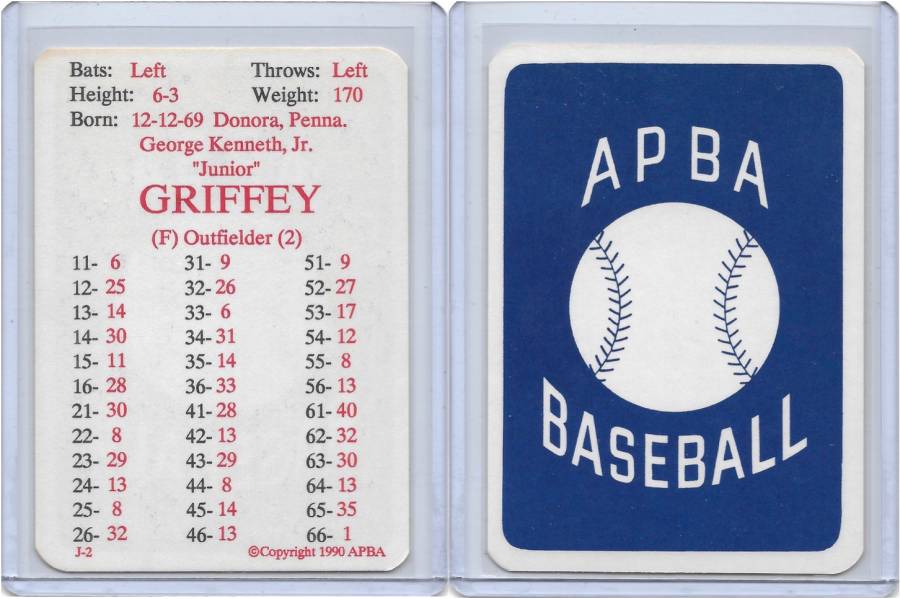 Bats: Left Throws: Left
Height: 6-3 Weight: 170
Born: 12-12-69 Donora, Penna.
George Kenneth, Jr.
"Junior"
GRIFFEY
(F) Outfielder (2)
11- 6 31- 9 51- 9
12- 25 32- 26 52- 27
13- 14 33- 6 53- 17
14- 30 34- 31 54- 12
15- 11 35- 14 55- 8
16- 28 36- 33 56- 13
21- 30 41- 28 61- 40
22- 8 42- 13 62- 32
23- 29 43- 29 63- 30
24- 13 44- 8 64- 13
25- 8 45- 14 65- 35
26- 32 46- 13 66- 1
J-2 ©Copyright 1990 APBA
APBA
BASEBALL